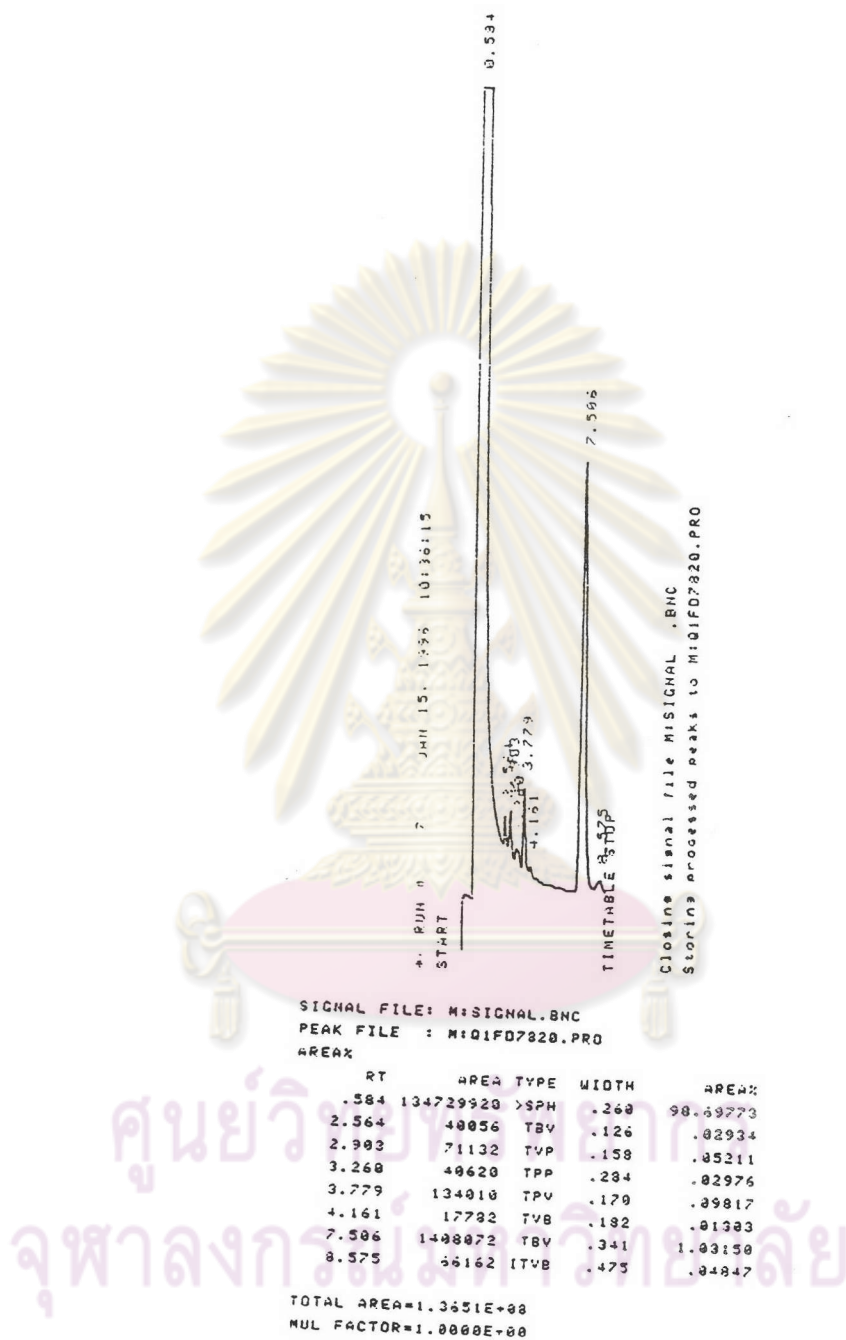 0.584
7.506
3.779
4.161
8.575
* RUN # 7 JAN 15, 1996 10:36:15
START
TIMETABLE STOP
Closing signal file M:SIGNAL .BNC
Storing processed peaks to M:Q1FD7820.PRO
SIGNAL FILE: M:SIGNAL.BNC
PEAK FILE : M:Q1FD7820.PRO
AREA%
RT AREA TYPE WIDTH AREA%
.584 134729920 >SPH .260 98.69773
2.564 40056 TBV .126 .02934
2.903 71132 TVP .158 .05211
3.260 40620 TPP .284 .02976
3.779 134010 TPV .170 .09817
4.161 17782 TVB .182 .01303
7.506 1408072 TBV .341 1.03150
8.575 66162 ITVB .475 .04847
TOTAL AREA=1.3651E+08
MUL FACTOR=1.0000E+00
ศูนย์วิทยทรัพยากร
จุฬาลงกรณ์มหาวิทยาลัย